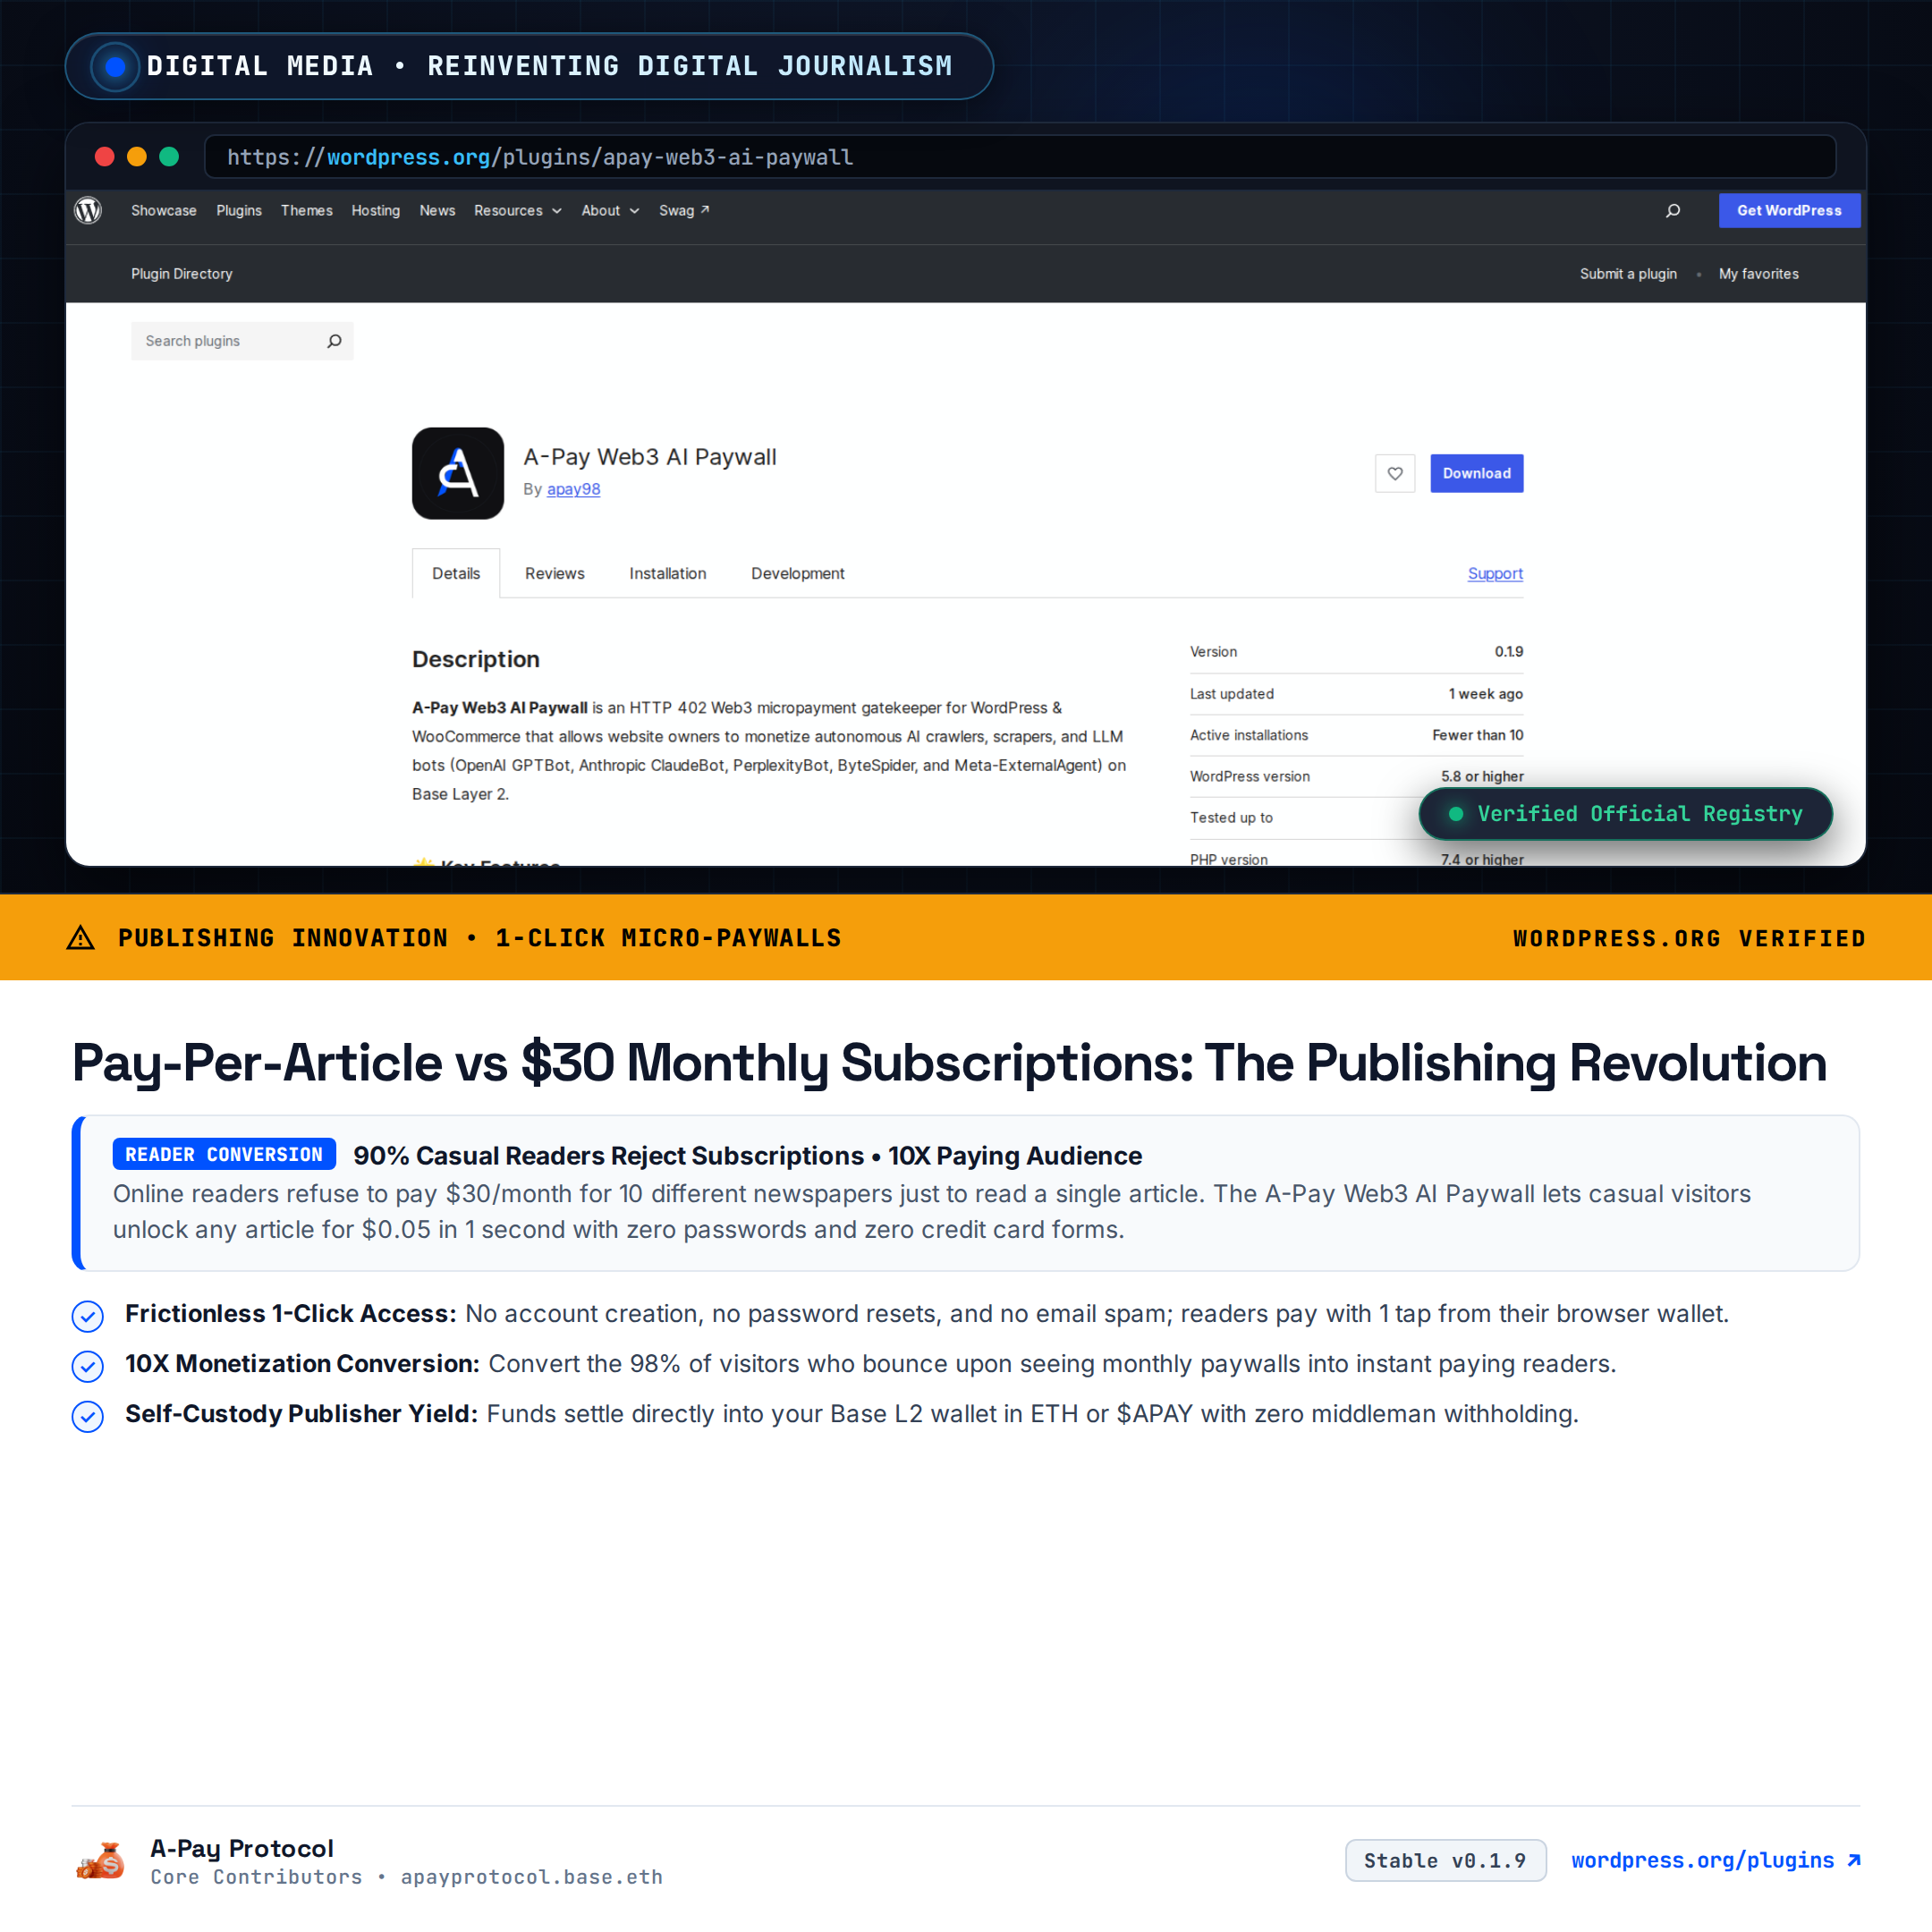 DIGITAL MEDIA • REINVENTING DIGITAL JOURNALISM
https://wordpress.org/plugins/apay-web3-ai-paywall
Showcase Plugins Themes Hosting News Resources About Swag ↗ Get WordPress
Plugin Directory Submit a plugin • My favorites
Search plugins
A-Pay Web3 AI Paywall
By apay98
Download
Details Reviews Installation Development Support
Description
A-Pay Web3 AI Paywall is an HTTP 402 Web3 micropayment gatekeeper for WordPress &
WooCommerce that allows website owners to monetize autonomous AI crawlers, scrapers, and LLM
bots (OpenAI GPTBot, Anthropic ClaudeBot, PerplexityBot, ByteSpider, and Meta-ExternalAgent) on
Base Layer 2.
🌟 Key Features
Version 0.1.9
Last updated 1 week ago
Active installations Fewer than 10
WordPress version 5.8 or higher
Tested up to
PHP version 7.4 or higher
Verified Official Registry
PUBLISHING INNOVATION • 1-CLICK MICRO-PAYWALLS
WORDPRESS.ORG VERIFIED
Pay-Per-Article vs $30 Monthly Subscriptions: The Publishing Revolution
READER CONVERSION 90% Casual Readers Reject Subscriptions • 10X Paying Audience
Online readers refuse to pay $30/month for 10 different newspapers just to read a single article. The A-Pay Web3 AI Paywall lets casual visitors
unlock any article for $0.05 in 1 second with zero passwords and zero credit card forms.
Frictionless 1-Click Access: No account creation, no password resets, and no email spam; readers pay with 1 tap from their browser wallet.
10X Monetization Conversion: Convert the 98% of visitors who bounce upon seeing monthly paywalls into instant paying readers.
Self-Custody Publisher Yield: Funds settle directly into your Base L2 wallet in ETH or $APAY with zero middleman withholding.
A-Pay Protocol
Core Contributors • apayprotocol.base.eth
Stable v0.1.9
wordpress.org/plugins ↗